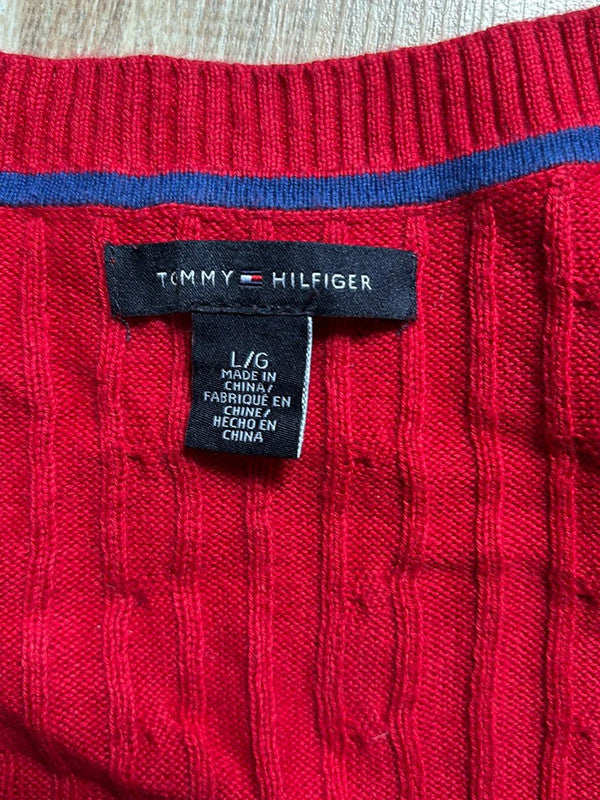 TOMMY HILFIGER
L/G
MADE IN
CHINA/
FABRIQUÉ EN
CHINE/
HECHO EN
CHINA